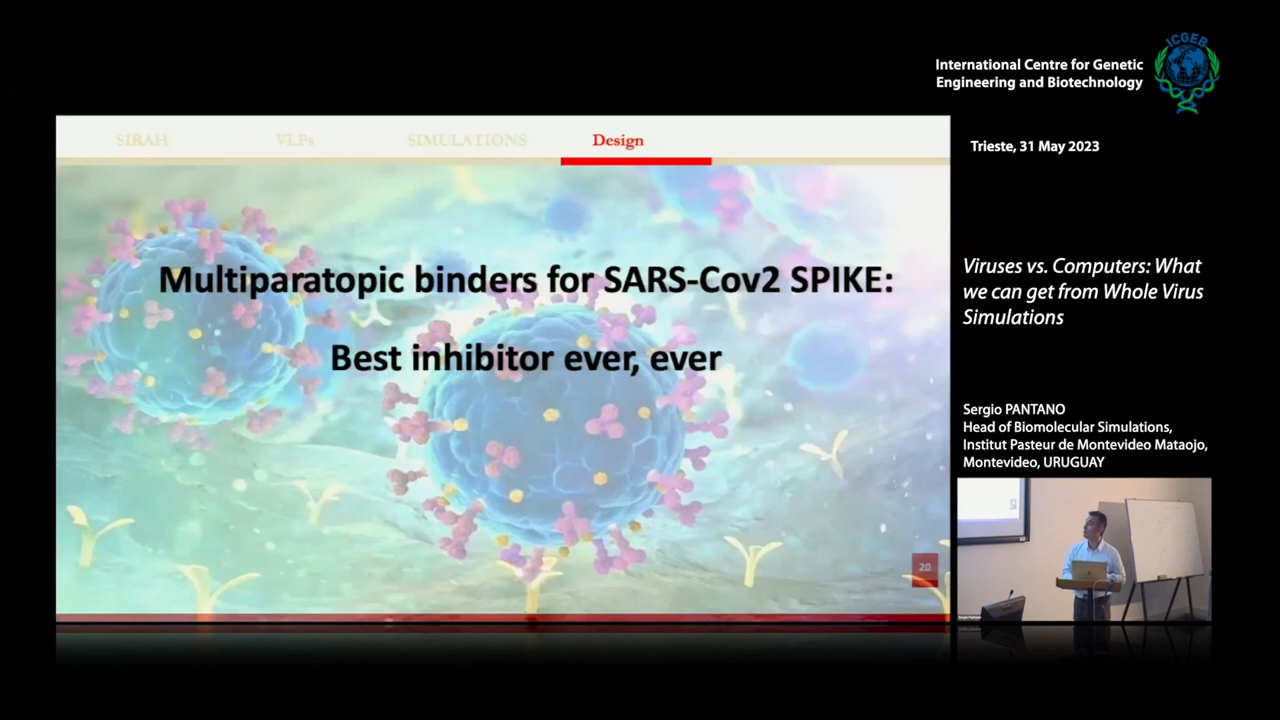 International Centre for Genetic
Engineering and Biotechnology
ICGEB
Trieste, 31 May 2023
SIRAH
VLPs
SIMULATIONS
Design
Multiparatopic binders for SARS-Cov2 SPIKE:
Best inhibitor ever, ever
20
Viruses vs. Computers: What
we can get from Whole Virus
Simulations
Sergio PANTANO
Head of Biomolecular Simulations,
Institut Pasteur de Montevideo Mataojo,
Montevideo, URUGUAY